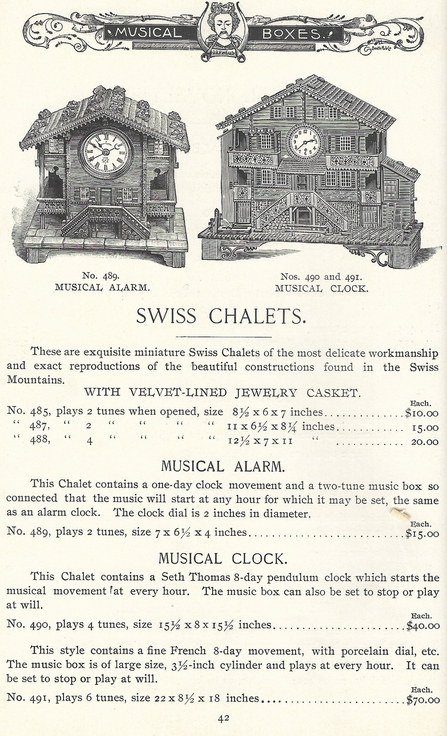 MUSICAL BOXES.
No. 489.
MUSICAL ALARM.
Nos. 490 and 491.
MUSICAL CLOCK.
SWISS CHALETS.
These are exquisite miniature Swiss Chalets of the most delicate workmanship
and exact reproductions of the beautiful constructions found in the Swiss
Mountains.
WITH VELVET-LINED JEWELRY CASKET.
Each.
No. 485, plays 2 tunes when opened, size 8½ x 6 x 7 inches....................$10.00
“ 487, “ 2 “ “ “ 11 x 6½ x 8¼ inches.................. 15.00
“ 488, “ 4 “ “ “ 12½ x 7 x 11 “ .................. 20.00
MUSICAL ALARM.
This Chalet contains a one-day clock movement and a two-tune music box so
connected that the music will start at any hour for which it may be set, the same
as an alarm clock. The clock dial is 2 inches in diameter.
Each.
No. 489, plays 2 tunes, size 7 x 6½ x 4 inches................................$15.00
MUSICAL CLOCK.
This Chalet contains a Seth Thomas 8-day pendulum clock which starts the
musical movement at every hour. The music box can also be set to stop or play
at will.
Each.
No. 490, plays 4 tunes, size 15½ x 8 x 15½ inches...........................$40.00
This style contains a fine French 8-day movement, with porcelain dial, etc.
The music box is of large size, 3½-inch cylinder and plays at every hour. It can
be set to stop or play at will.
Each.
No. 491, plays 6 tunes, size 22 x 8½ x 18 inches..............................$70.00
42